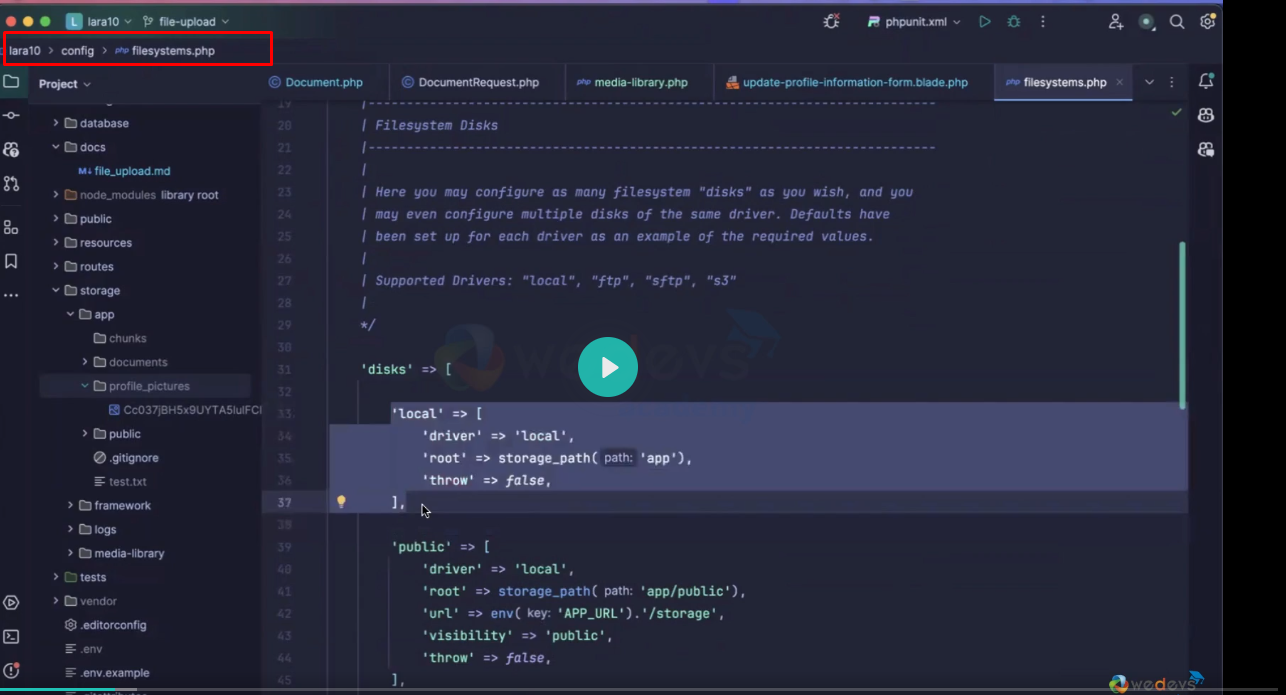 lara10 file-upload phpunit.xml
lara10 > config > php filesystems.php
Project
Document.php DocumentRequest.php php media-library.php update-profile-information-form.blade.php php filesystems.php
database
docs
M↓ file_upload.md
node_modules library root
public
resources
routes
storage
app
chunks
documents
profile_pictures
public
.gitignore
test.txt
framework
logs
media-library
tests
vendor
.editorconfig
.env
.env.example
19 |--------------------------------------------------------------------------
20 | Filesystem Disks
21 |--------------------------------------------------------------------------
22 |
23 | Here you may configure as many filesystem "disks" as you wish, and you
24 | may even configure multiple disks of the same driver. Defaults have
25 | been set up for each driver as an example of the required values.
26 |
27 | Supported Drivers: "local", "ftp", "sftp", "s3"
28 |
29 */
30
31 'disks' => [
32
33 'local' => [
34 'driver' => 'local',
35 'root' => storage_path( path: 'app'),
36 'throw' => false,
37 ],
38
39 'public' => [
40 'driver' => 'local',
41 'root' => storage_path( path: 'app/public'),
42 'url' => env( key: 'APP_URL').'/storage',
43 'visibility' => 'public',
44 'throw' => false,
45 ],
wedevs
wedevs